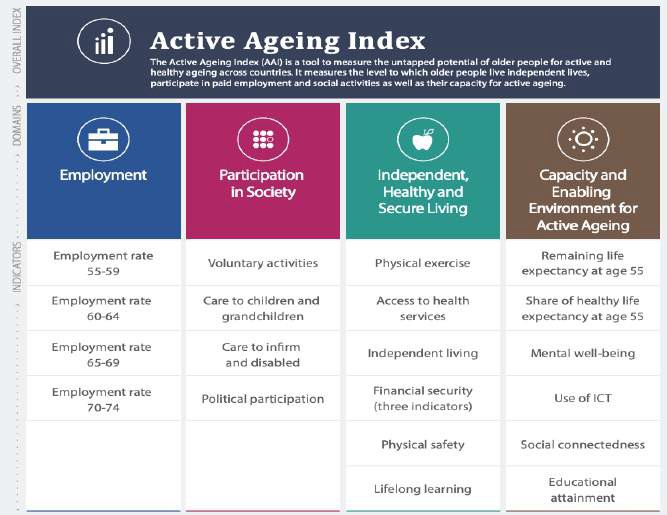 OVERALL INDEX
Active Ageing Index
The Active Ageing Index (AAI) is a tool to measure the untapped potential of older people for active and
healthy ageing across countries. It measures the level to which older people live independent lives,
participate in paid employment and social activities as well as their capacity for active ageing.
DOMAINS
Employment
Participation
in Society
Independent,
Healthy and
Secure Living
Capacity and
Enabling
Environment for
Active Ageing
INDICATORS
Employment rate
55-59
Employment rate
60-64
Employment rate
65-69
Employment rate
70-74
Voluntary activities
Care to children and
grandchildren
Care to infirm
and disabled
Political participation
Physical exercise
Access to health
services
Independent living
Financial security
(three indicators)
Physical safety
Lifelong learning
Remaining life
expectancy at age 55
Share of healthy life
expectancy at age 55
Mental well-being
Use of ICT
Social connectedness
Educational
attainment